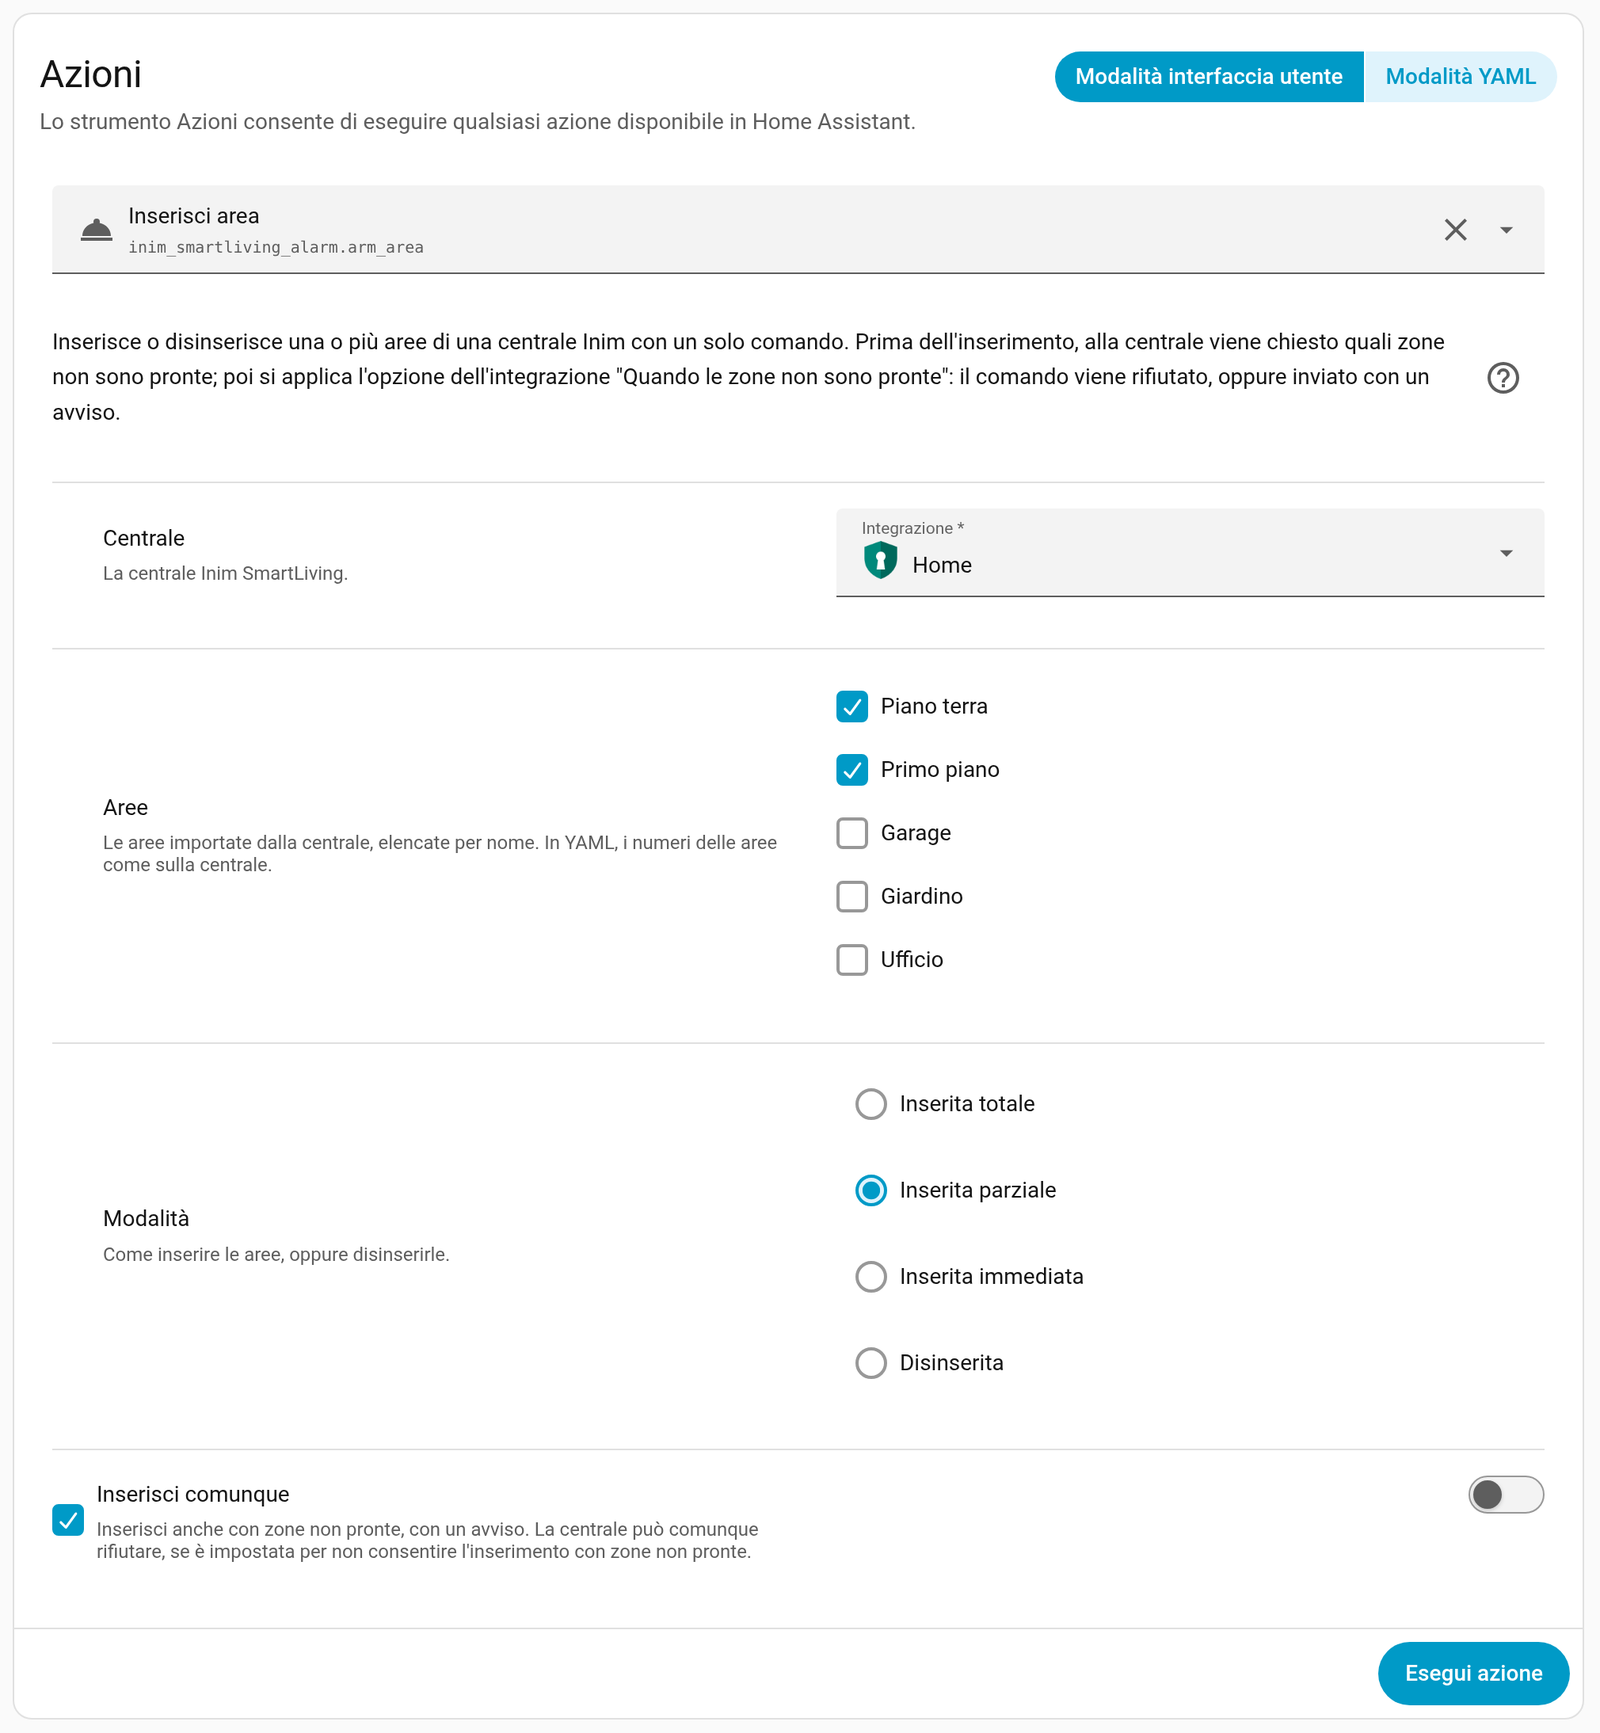 Azioni
Modalità interfaccia utente
Modalità YAML
Lo strumento Azioni consente di eseguire qualsiasi azione disponibile in Home Assistant.
Inserisci area
inim_smartliving_alarm.arm_area
Inserisce o disinserisce una o più aree di una centrale Inim con un solo comando. Prima dell'inserimento, alla centrale viene chiesto quali zone
non sono pronte; poi si applica l'opzione dell'integrazione "Quando le zone non sono pronte": il comando viene rifiutato, oppure inviato con un
avviso.
Centrale
La centrale Inim SmartLiving.
Integrazione *
Home
Aree
Le aree importate dalla centrale, elencate per nome. In YAML, i numeri delle aree
come sulla centrale.
Piano terra
Primo piano
Garage
Giardino
Ufficio
Modalità
Come inserire le aree, oppure disinserirle.
Inserita totale
Inserita parziale
Inserita immediata
Disinserita
Inserisci comunque
Inserisci anche con zone non pronte, con un avviso. La centrale può comunque
rifiutare, se è impostata per non consentire l'inserimento con zone non pronte.
Esegui azione